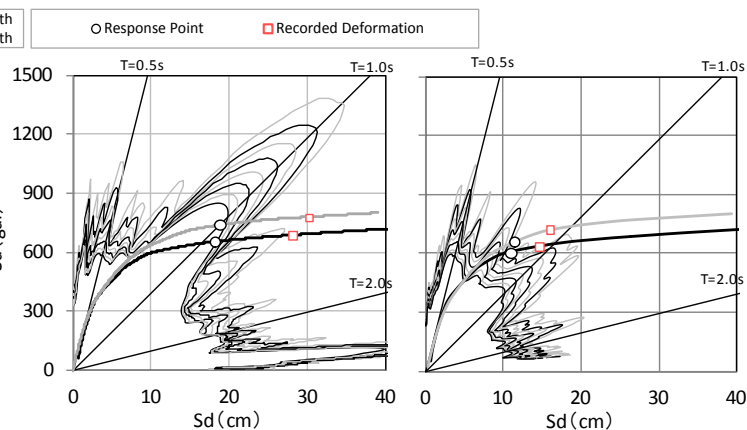 th
th
Response Point
Recorded Deformation
T=0.5s
T=1.0s
T=0.5s
T=1.0s
1500
1200
900
600
T=2.0s
T=2.0s
300
0
0 10 20 30 40
0 10 20 30 40
Sd(cm)
Sd(cm)